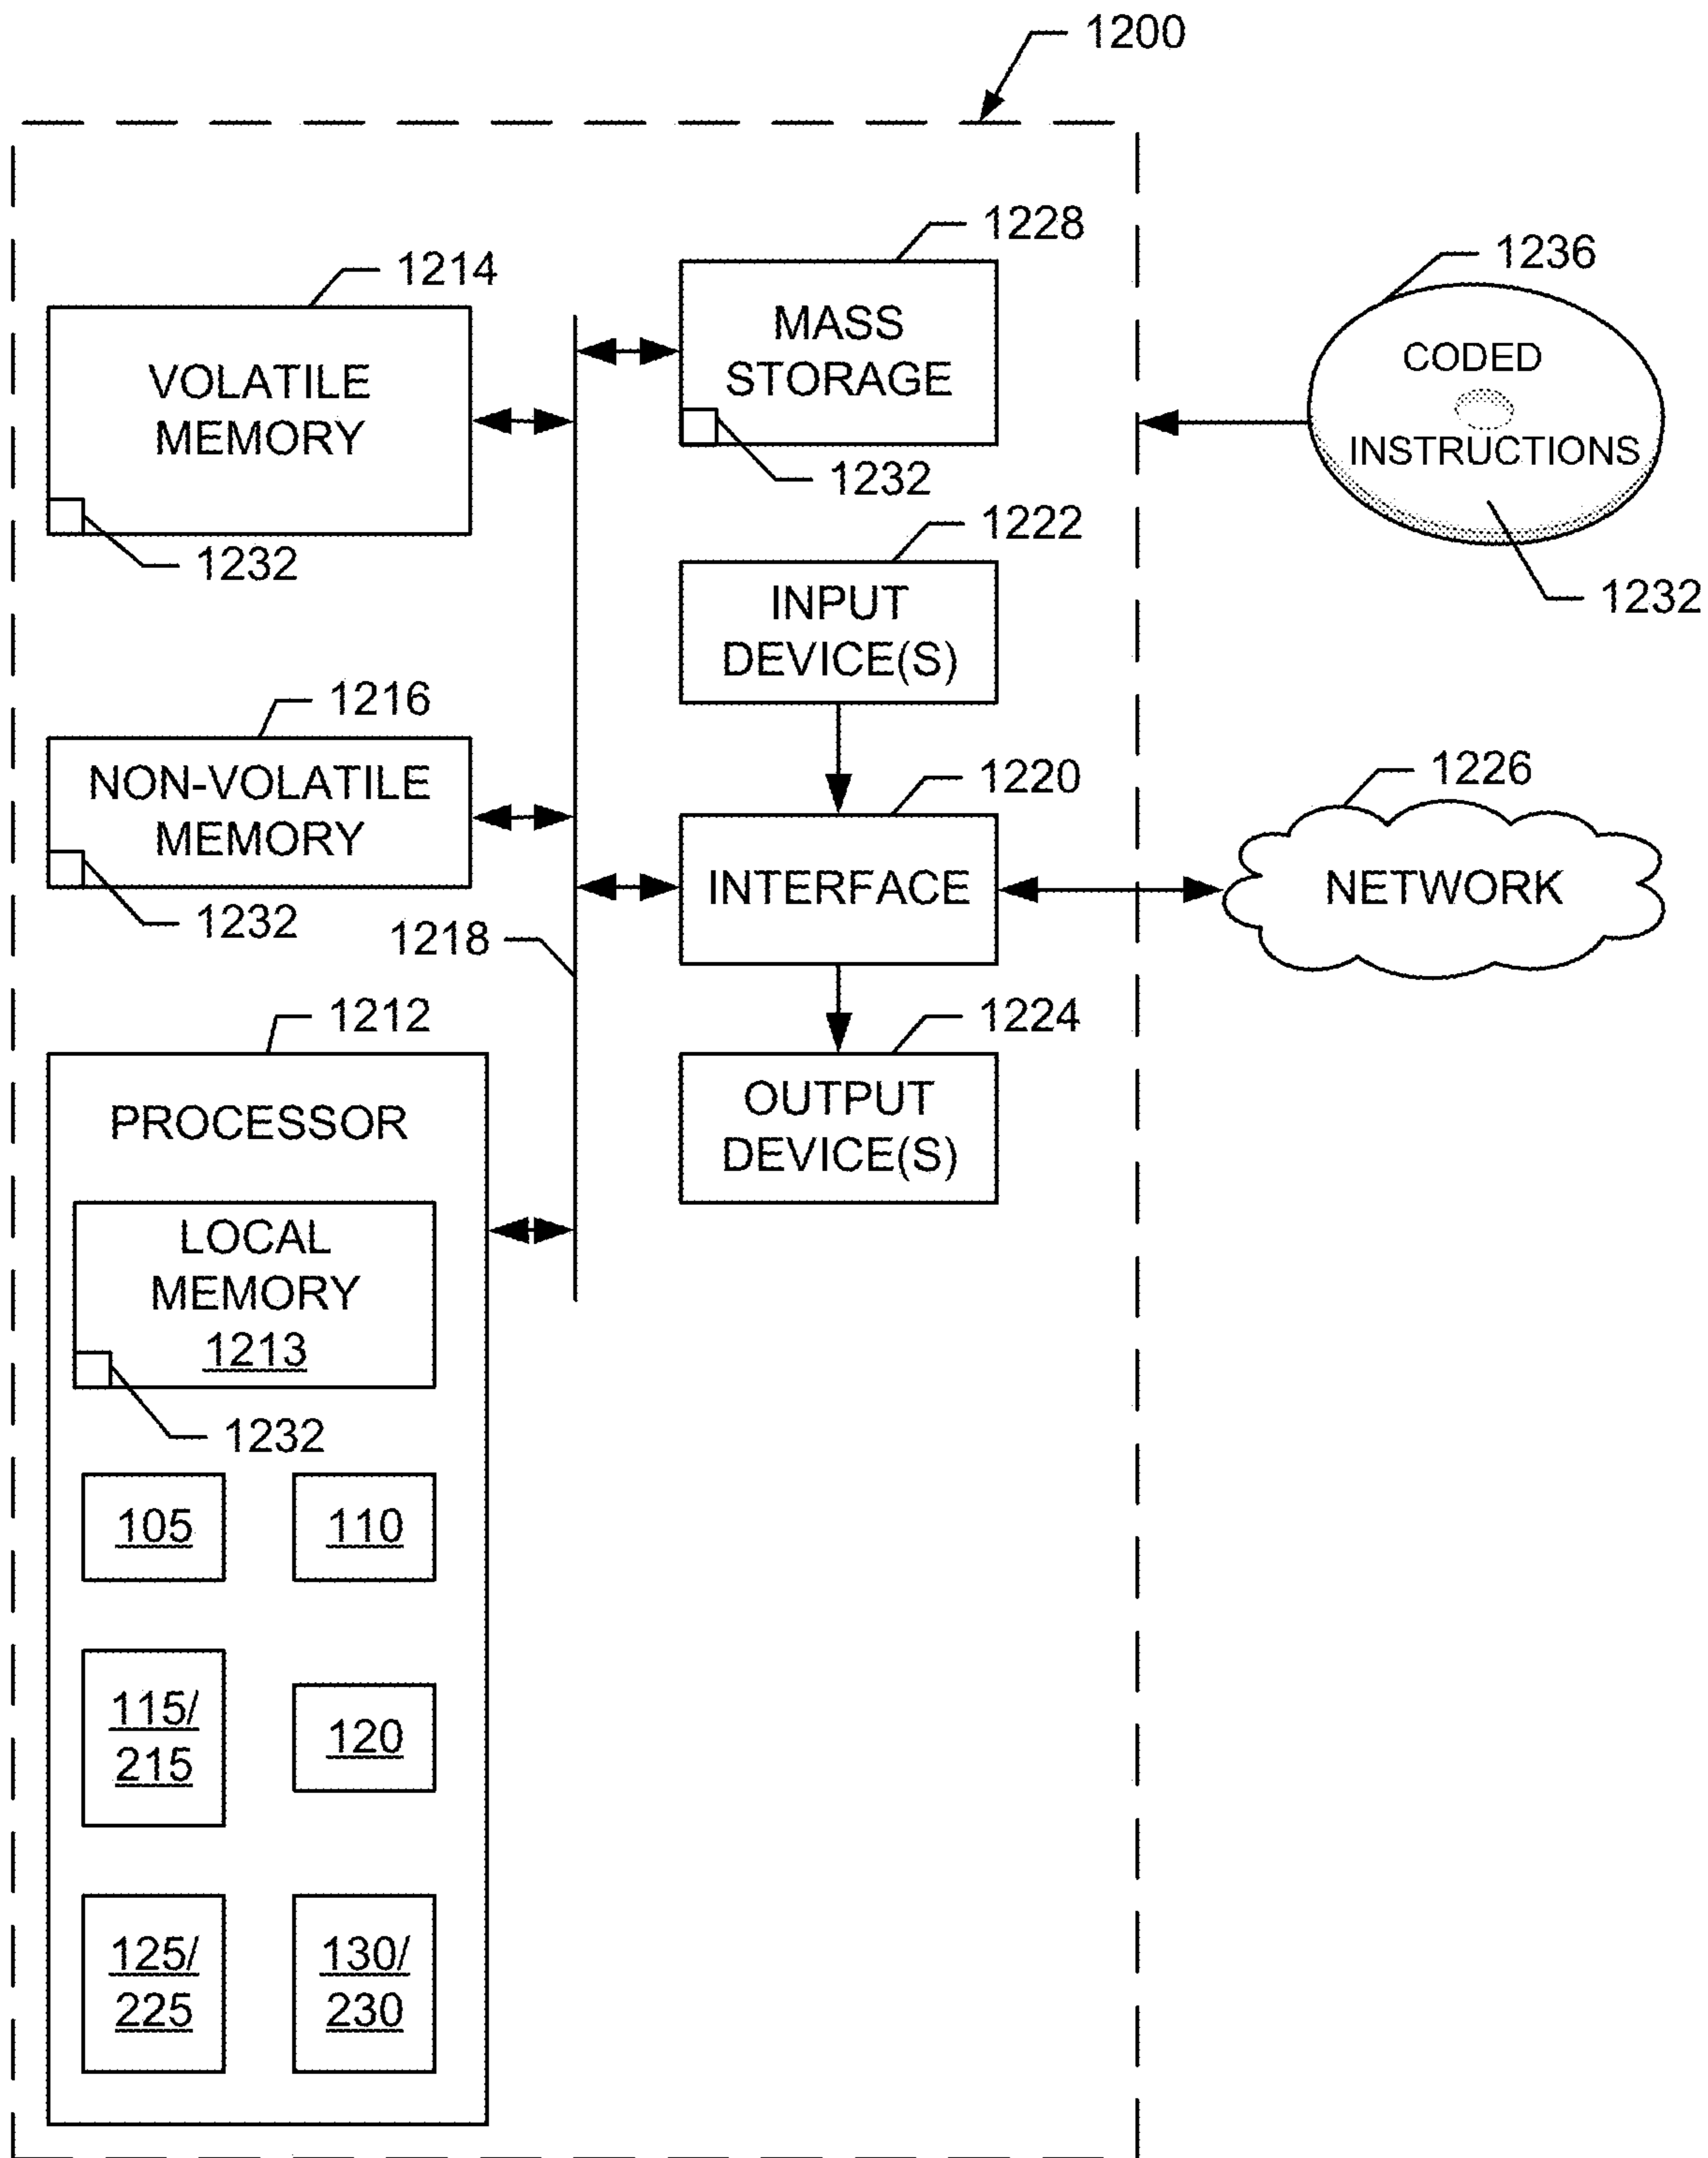 1200
1228
1236
1214
MASS
STORAGE
CODED
INSTRUCTIONS
VOLATILE
MEMORY
1232
1232
1222
1232
INPUT
DEVICE(S)
1216
1220
1226
NON-VOLATILE
MEMORY
INTERFACE
NETWORK
1232
1218
1212
1224
PROCESSOR
OUTPUT
DEVICE(S)
LOCAL
MEMORY
1213
1232
105
110
115/
215
120
125/
225
130/
230